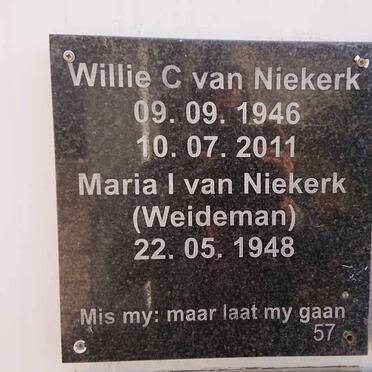 Willie C van Niekerk
09. 09. 1946
10. 07. 2011
Maria I van Niekerk
(Weideman)
22. 05. 1948
Mis my: maar laat my gaan
57